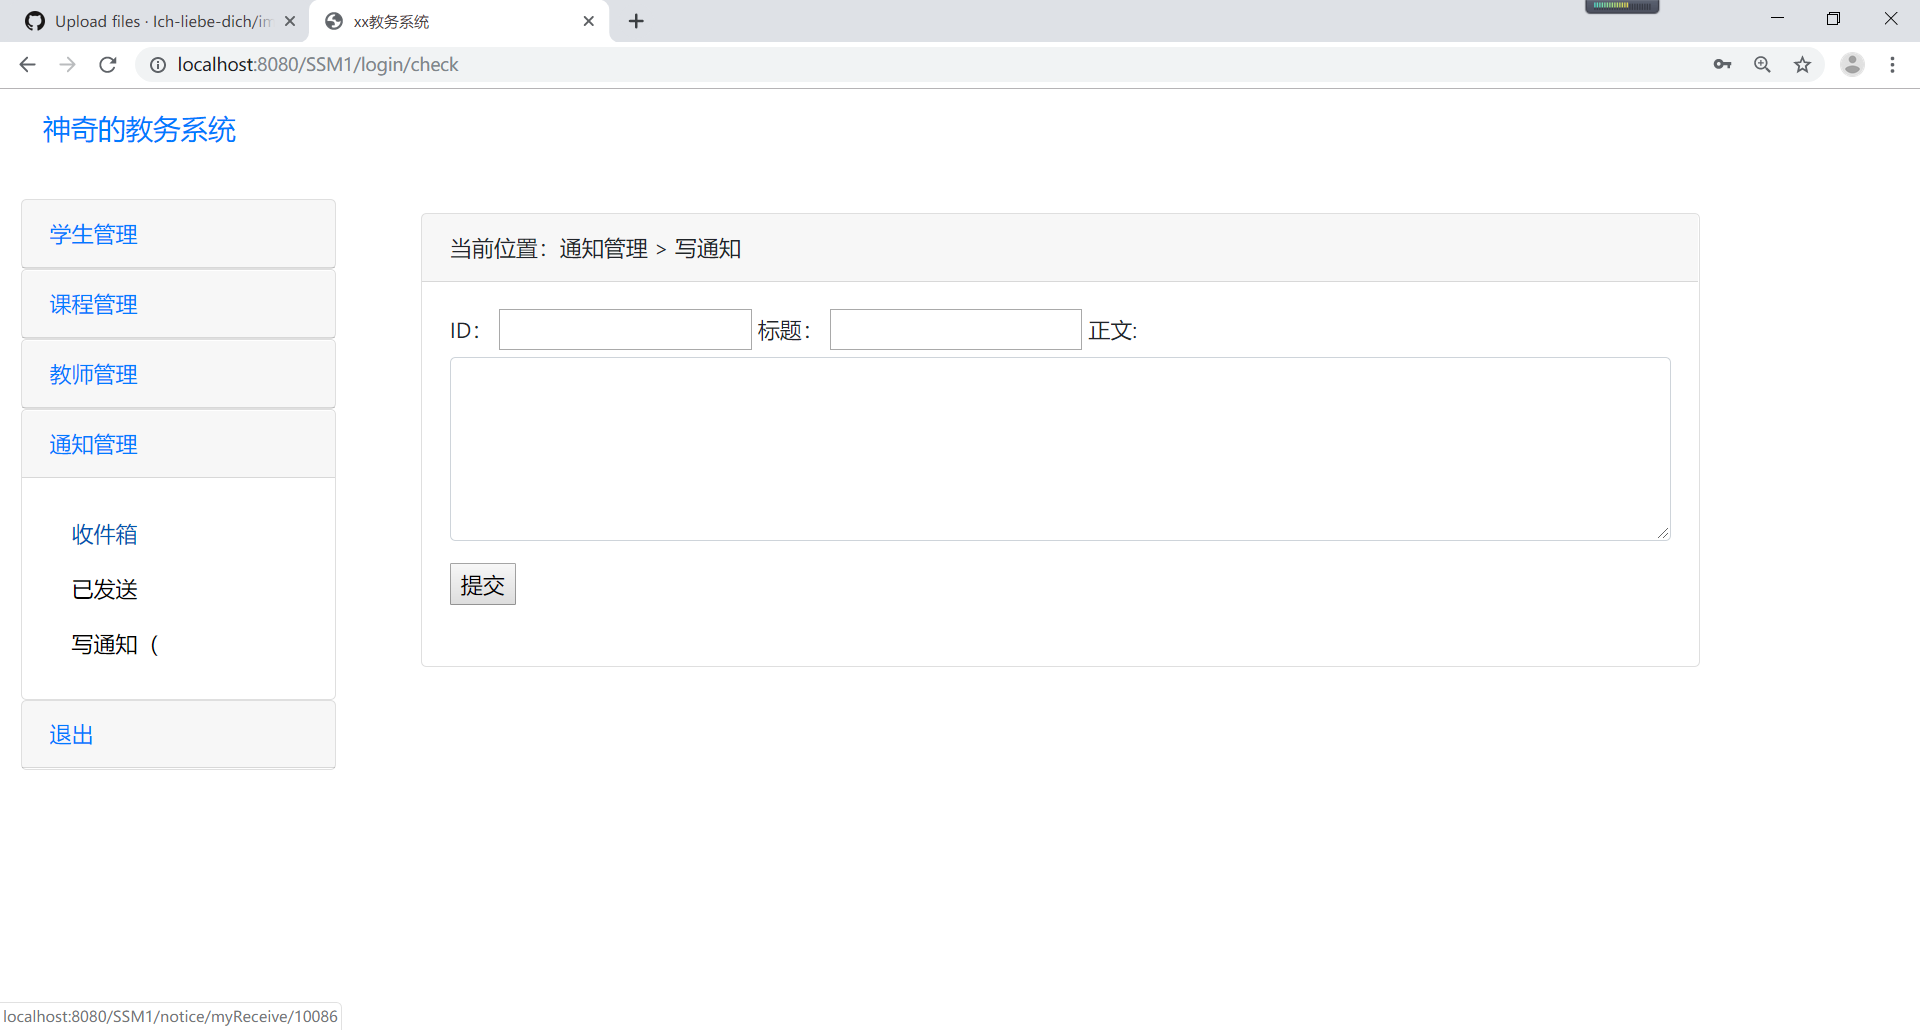 Upload files · Ich-liebe-dich/im
xx教务系统
localhost:8080/SSM1/login/check
神奇的教务系统
学生管理
课程管理
教师管理
通知管理
收件箱
已发送
写通知（
退出
当前位置：通知管理 > 写通知
ID： 标题： 正文:
提交
localhost:8080/SSM1/notice/myReceive/10086